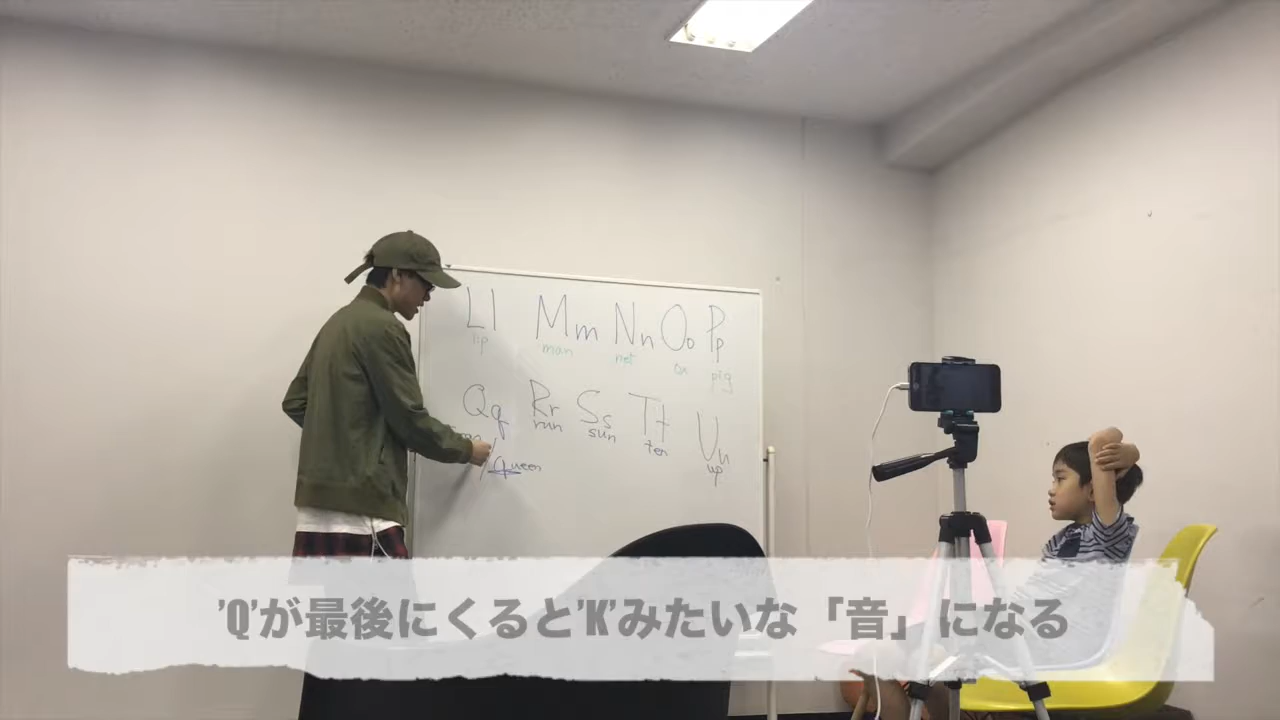 Ll Mm Nn Oo Pp
lip man net ox pig
Qq Rr Ss Tt Uu
run sun ten up
/Queen
'Q'が最後にくると'K'みたいな「音」になる